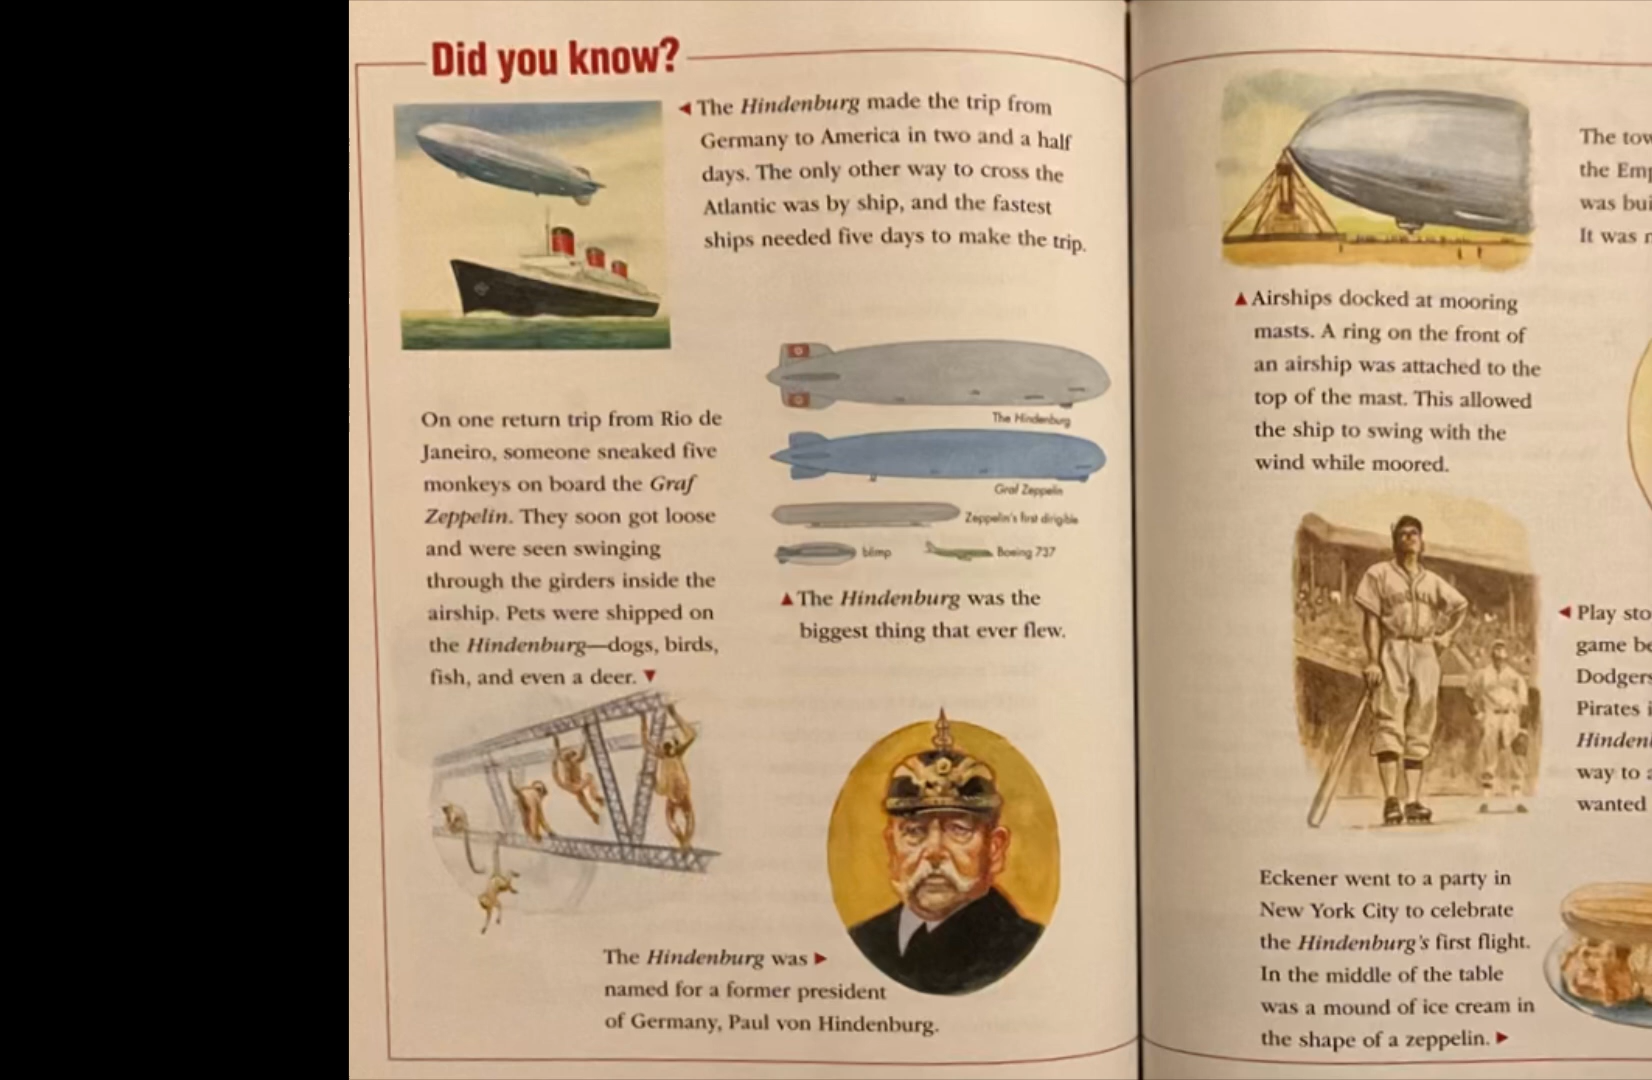 Did you know?
The Hindenburg made the trip from
Germany to America in two and a half
days. The only other way to cross the
Atlantic was by ship, and the fastest
ships needed five days to make the trip.
On one return trip from Rio de
Janeiro, someone sneaked five
monkeys on board the Graf
Zeppelin. They soon got loose
and were seen swinging
through the girders inside the
airship. Pets were shipped on
the Hindenburg—dogs, birds,
fish, and even a deer.
The Hindenburg
Graf Zeppelin
Zeppelin's first dirigible
blimp
Boeing 737
The Hindenburg was the
biggest thing that ever flew.
The Hindenburg was
named for a former president
of Germany, Paul von Hindenburg.
Airships docked at mooring
masts. A ring on the front of
an airship was attached to the
top of the mast. This allowed
the ship to swing with the
wind while moored.
The
the
was
It was
Play
game
Dodgers
Pirates
way to
wanted
Eckener went to a party in
New York City to celebrate
the Hindenburg's first flight.
In the middle of the table
was a mound of ice cream in
the shape of a zeppelin.